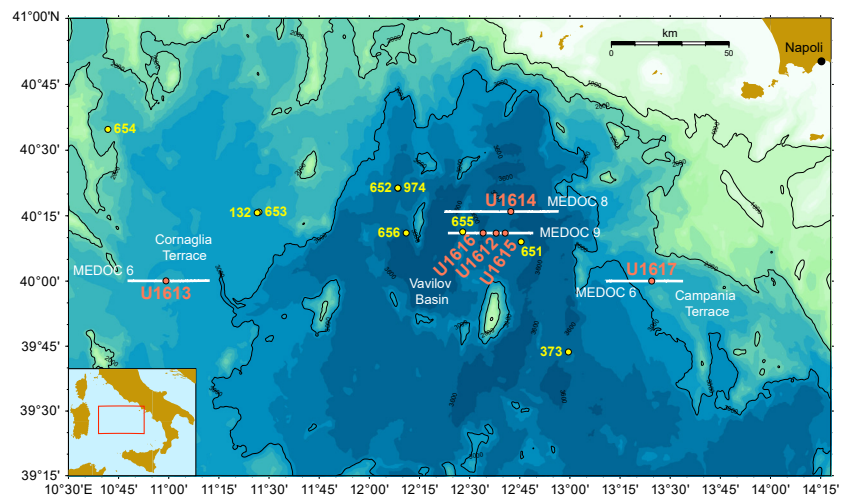 41°00'N
40°45'
40°30'
40°15'
40°00'
39°45'
39°30'
39°15'
10°30'E
10°45'
11°00'
11°15'
11°30'
11°45'
12°00'
12°15'
12°30'
12°45'
13°00'
13°15'
13°30'
13°45'
14°00'
14°15'
km
0
50
Napoli
654
652
974
U1614
MEDOC 8
132
653
655
656
MEDOC 9
U1616
U1612
U1615
651
Cornaglia
Terrace
MEDOC 6
U1613
Vavilov
Basin
U1617
MEDOC 6
Campania
Terrace
373